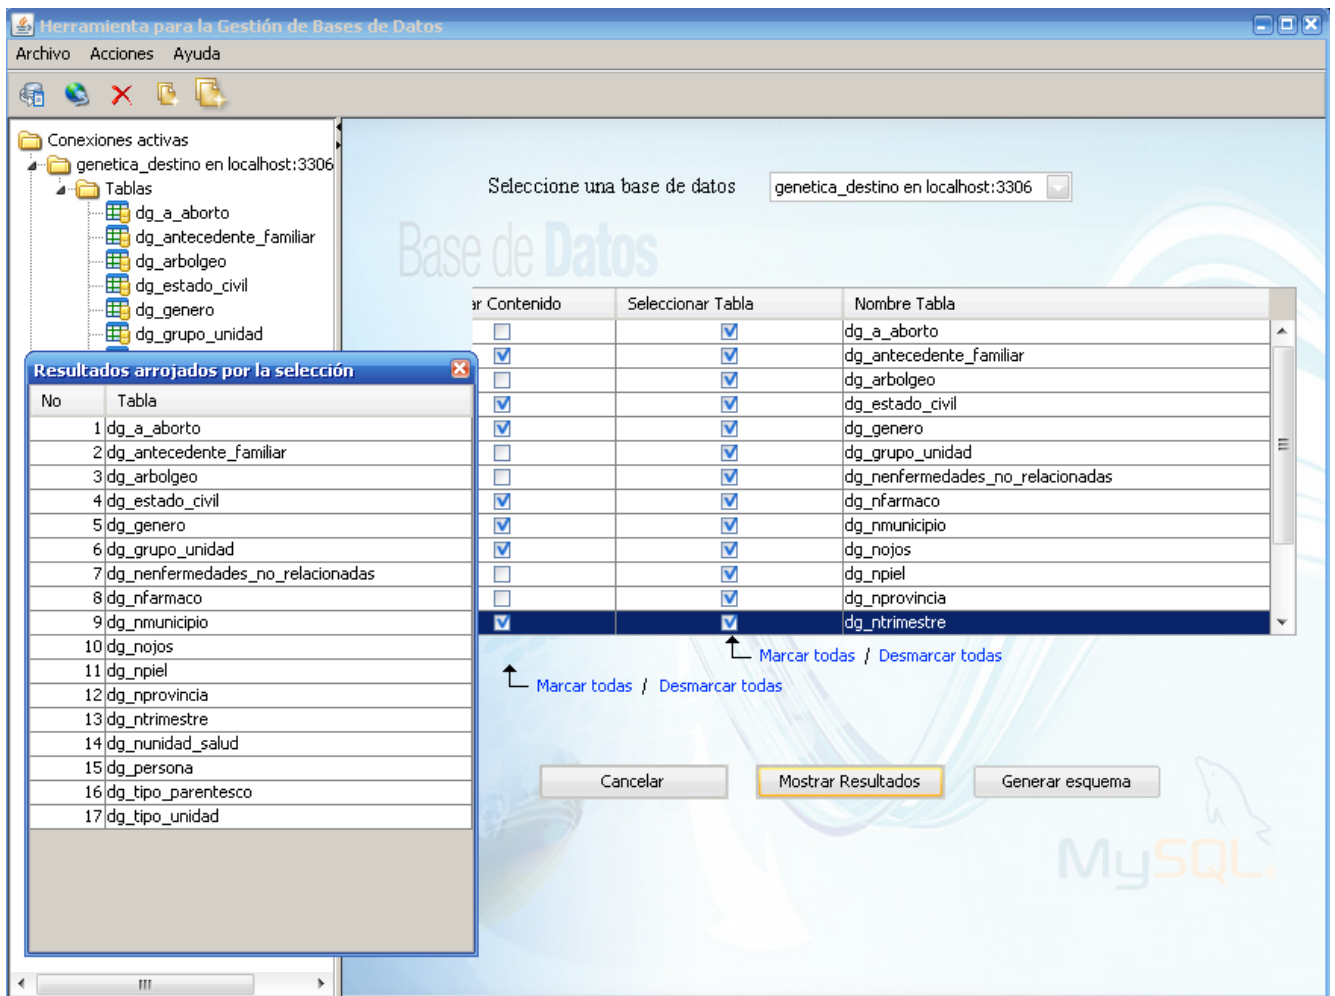 Herramienta para la Gestión de Bases de Datos
Archivo Acciones Ayuda
Conexiones activas
genetica_destino en localhost:3306
Tablas
dg_a_aborto
dg_antecedente_familiar
dg_arbolgeo
dg_estado_civil
dg_genero
dg_grupo_unidad
Seleccione una base de datos genetica_destino en localhost:3306
Base de Datos
ar Contenido Seleccionar Tabla Nombre Tabla
dg_a_aborto
dg_antecedente_familiar
dg_arbolgeo
dg_estado_civil
dg_genero
dg_grupo_unidad
dg_nenfermedades_no_relacionadas
dg_nfarmaco
dg_nmunicipio
dg_nojos
dg_npiel
dg_nprovincia
dg_ntrimestre
Marcar todas / Desmarcar todas
Marcar todas / Desmarcar todas
Cancelar Mostrar Resultados Generar esquema
MySQL
Resultados arrojados por la selección
No Tabla
1 dg_a_aborto
2 dg_antecedente_familiar
3 dg_arbolgeo
4 dg_estado_civil
5 dg_genero
6 dg_grupo_unidad
7 dg_nenfermedades_no_relacionadas
8 dg_nfarmaco
9 dg_nmunicipio
10 dg_nojos
11 dg_npiel
12 dg_nprovincia
13 dg_ntrimestre
14 dg_nunidad_salud
15 dg_persona
16 dg_tipo_parentesco
17 dg_tipo_unidad